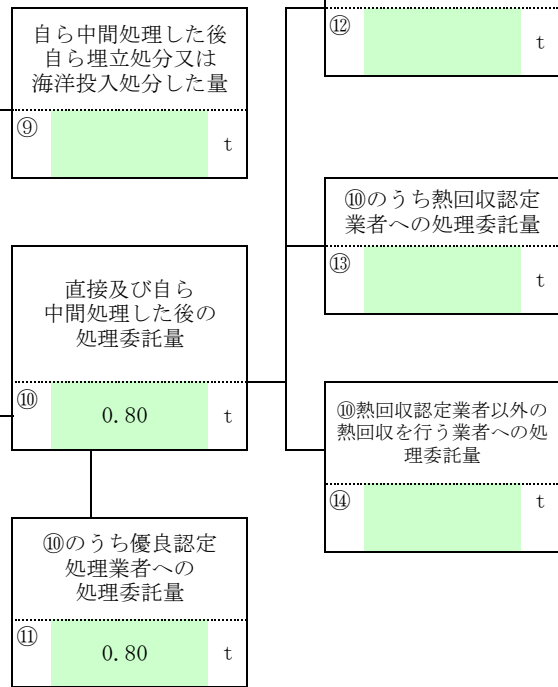 自ら中間処理した後
自ら埋立処分又は
海洋投入処分した量
⑨
t
直接及び自ら
中間処理した後の
処理委託量
⑩
0.80 t
⑩のうち優良認定
処理業者への
処理委託量
⑪
0.80 t
⑫
t
⑩のうち熱回収認定
業者への処理委託量
⑬
t
⑩熱回収認定業者以外の
熱回収を行う業者への処
理委託量
⑭
t